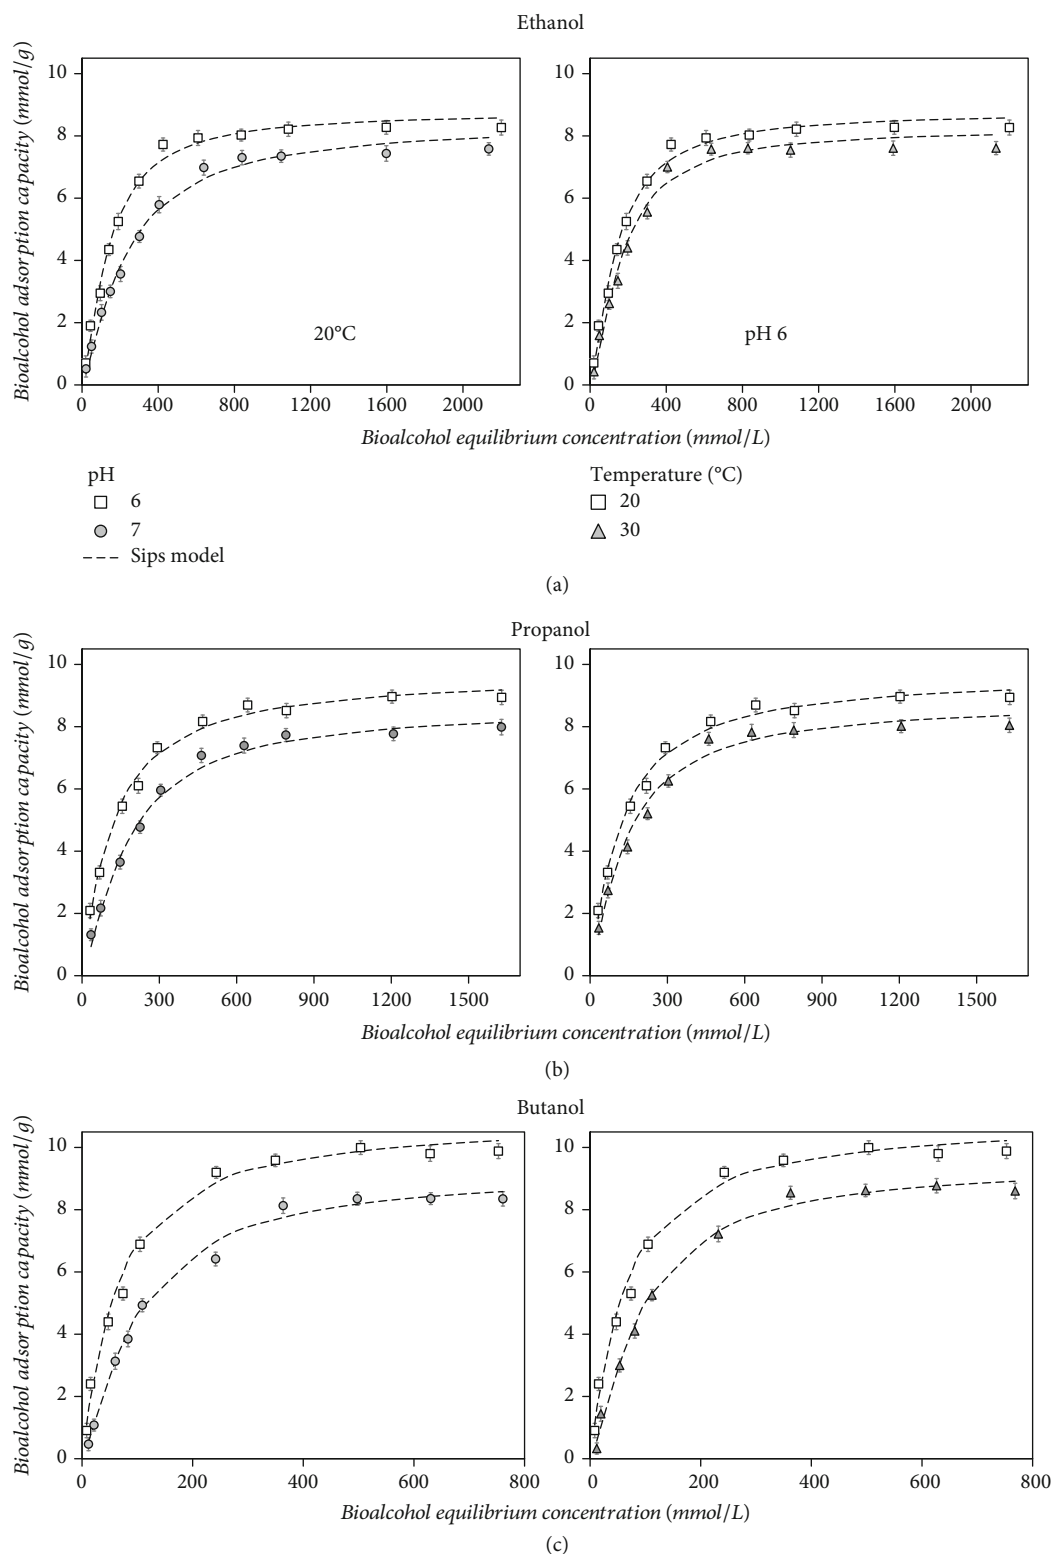 Ethanol
Bioalcohol adsorption capacity (mmol/g)
10
8
6
4
2
0
20°C
0 400 800 1200 1600 2000
10
8
6
4
2
0
pH 6
0 400 800 1200 1600 2000
Bioalcohol equilibrium concentration (mmol/L)
pH
6
7
Sips model
Temperature (°C)
20
30
(a)
Propanol
Bioalcohol adsorption capacity (mmol/g)
10
8
6
4
2
0
0 300 600 900 1200 1500
10
8
6
4
2
0
0 300 600 900 1200 1500
Bioalcohol equilibrium concentration (mmol/L)
(b)
Butanol
Bioalcohol adsorption capacity (mmol/g)
10
8
6
4
2
0
0 200 400 600 800
10
8
6
4
2
0
0 200 400 600 800
Bioalcohol equilibrium concentration (mmol/L)
(c)